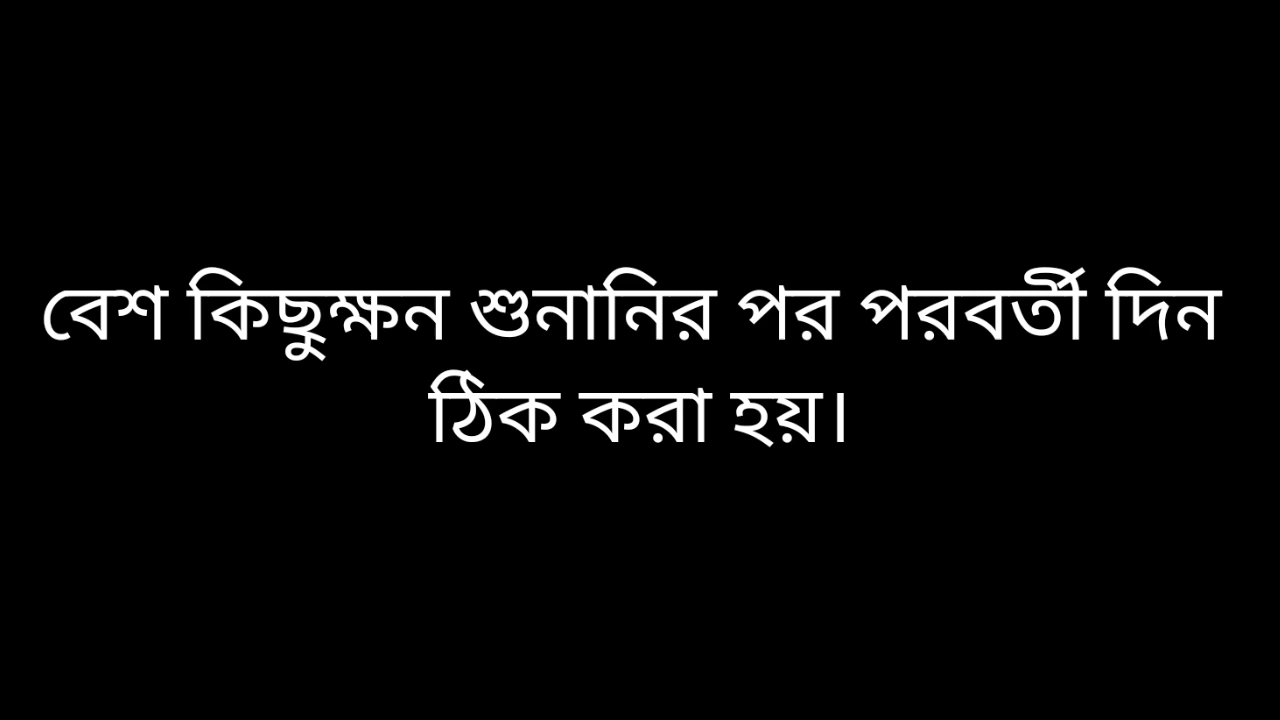 বেশ কিছুক্ষন শুনানির পর পরবর্তী দিন
ঠিক করা হয়।